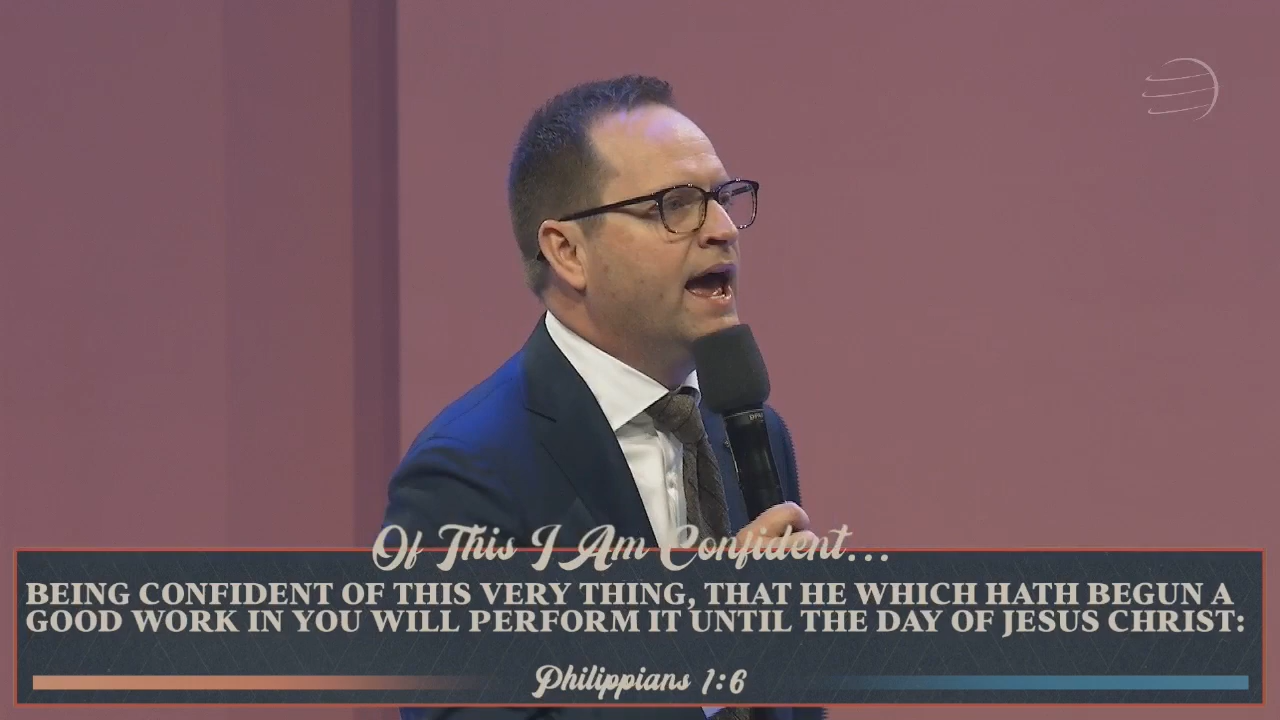 Of This I Am Confident...
BEING CONFIDENT OF THIS VERY THING, THAT HE WHICH HATH BEGUN A
GOOD WORK IN YOU WILL PERFORM IT UNTIL THE DAY OF JESUS CHRIST:
Philippians 1:6